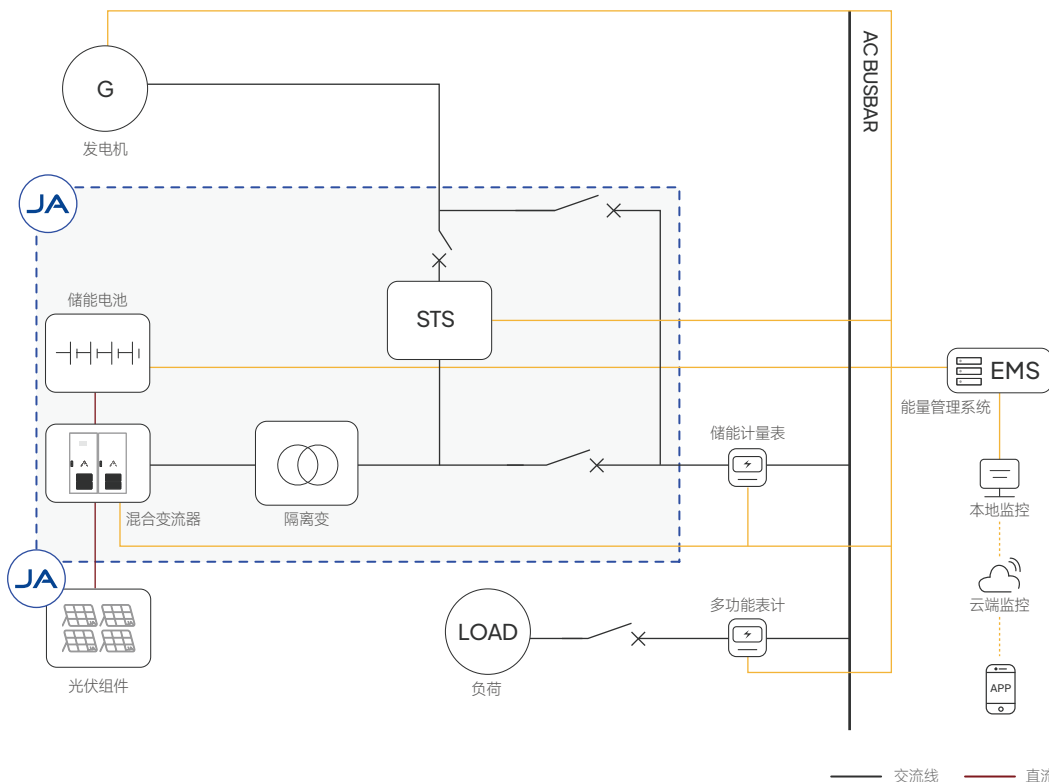 AC BUSBAR
G
发电机
JA
储能电池
STS
EMS
能量管理系统
储能计量表
混合变流器
隔离变
本地监控
JA
云端监控
多功能表计
LOAD
APP
光伏组件
负荷
交流线
直流